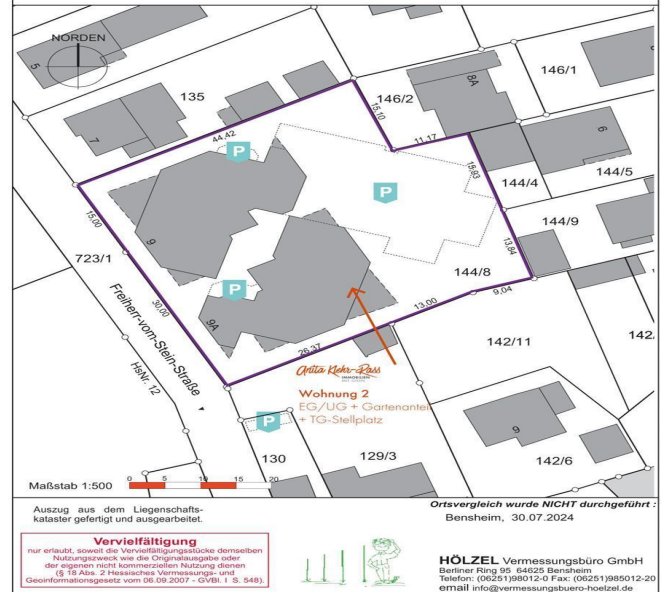 NORDEN
5
135
146/2
8A
146/1
7
44,42
15,10
11,17
6
P
18,93
144/5
P
144/4
15,00
9
144/9
13,84
723/1
P
144/8
30,00
9A
13,00
9,04
Freiherr-vom-Stein-Straße
HsNr. 12
26,37
142/11
142
Anita Kehr-Rass
IMMOBILIEN
Wohnung 2
EG/UG + Gartenanteil
+ TG-Stellplatz
P
9
130
129/3
142/6
Maßstab 1:500
0 5 10 15 20
Auszug aus dem Liegenschafts-
kataster gefertigt und ausgearbeitet.
Ortsvergleich wurde NICHT durchgeführt :
Bensheim, 30.07.2024
Vervielfältigung
nur erlaubt, soweit die Vervielfältigungsstücke demselben
Nutzungszweck wie die Originalausgabe oder
der eigenen nicht kommerziellen Nutzung dienen
(§ 18 Abs. 2 Hessisches Vermessungs- und
Geoinformationsgesetz vom 06.09.2007 - GVBl. I S. 548).
HÖLZEL Vermessungsbüro GmbH
Berliner Ring 95 64625 Bensheim
Telefon: (06251)98012-0 Fax: (06251)985012-20
email info@vermessungsbuero-hoelzel.de